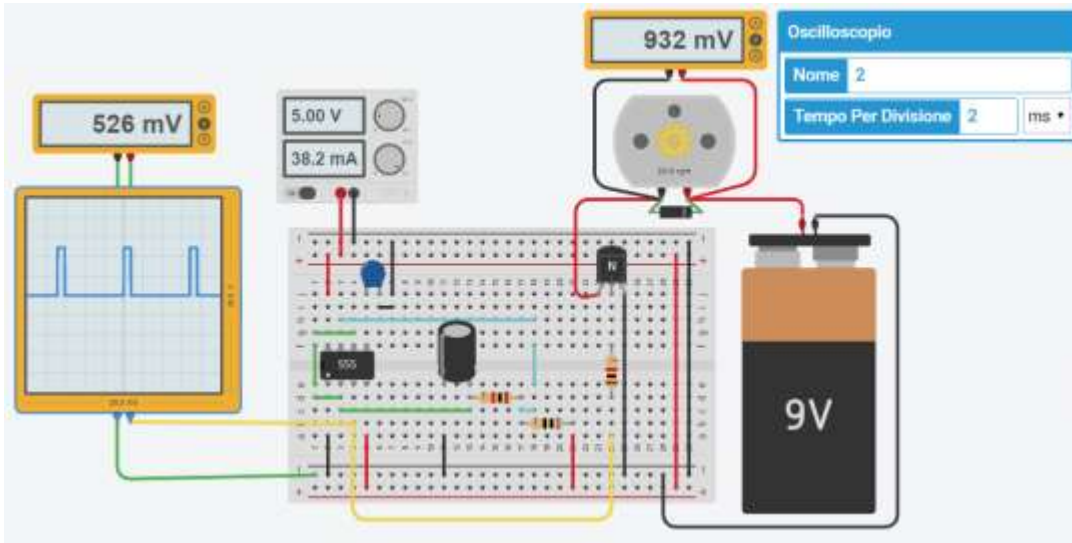 526 mV
5.00 V
38.2 mA
932 mV
Oscilloscopio
Nome 2
Tempo Per Divisione 2 ms
N
555
9V